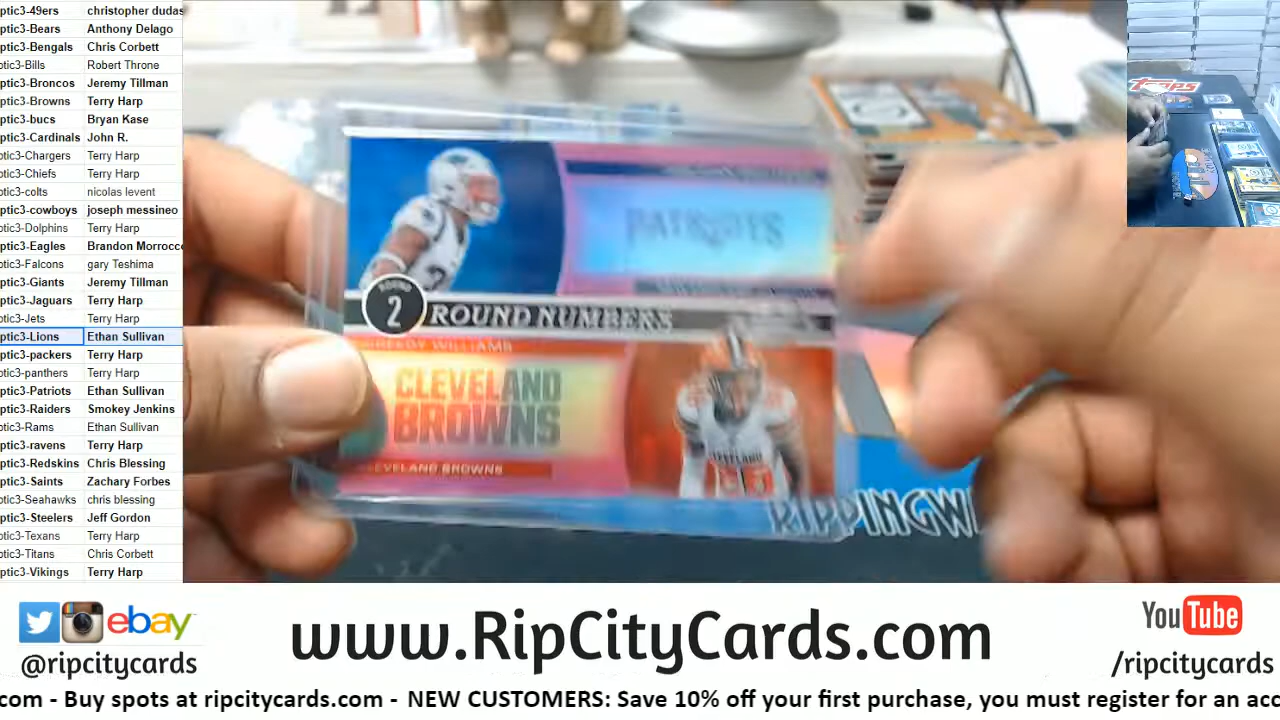 ptic3-49ers christopher dudas
ptic3-Bears Anthony Delago
ptic3-Bengals Chris Corbett
ptic3-Bills Robert Throne
ptic3-Broncos Jeremy Tillman
ptic3-Browns Terry Harp
ptic3-bucs Bryan Kase
ptic3-Cardinals John R.
ptic3-Chargers Terry Harp
ptic3-Chiefs Terry Harp
ptic3-colts nicolas levent
ptic3-cowboys joseph messineo
ptic3-Dolphins Terry Harp
ptic3-Eagles Brandon Morrocco
ptic3-Falcons gary Teshima
ptic3-Giants Jeremy Tillman
ptic3-Jaguars Terry Harp
ptic3-Jets Terry Harp
ptic3-Lions Ethan Sullivan
ptic3-packers Terry Harp
ptic3-panthers Terry Harp
ptic3-Patriots Ethan Sullivan
ptic3-Raiders Smokey Jenkins
ptic3-Rams Ethan Sullivan
ptic3-ravens Terry Harp
ptic3-Redskins Chris Blessing
ptic3-Saints Zachary Forbes
ptic3-Seahawks chris blessing
ptic3-Steelers Jeff Gordon
ptic3-Texans Terry Harp
ptic3-Titans Chris Corbett
ptic3-Vikings Terry Harp
Topps
PATRIOTS
ROUND
2
ROUND NUMBERS
GREEDY WILLIAMS
CLEVELAND
BROWNS
CLEVELAND BROWNS
CLEVELAND
RIPPINGW
ebay
@ripcitycards
www.RipCityCards.com
YouTube
/ripcitycards
com - Buy spots at ripcitycards.com - NEW CUSTOMERS: Save 10% off your first purchase, you must register for an acc